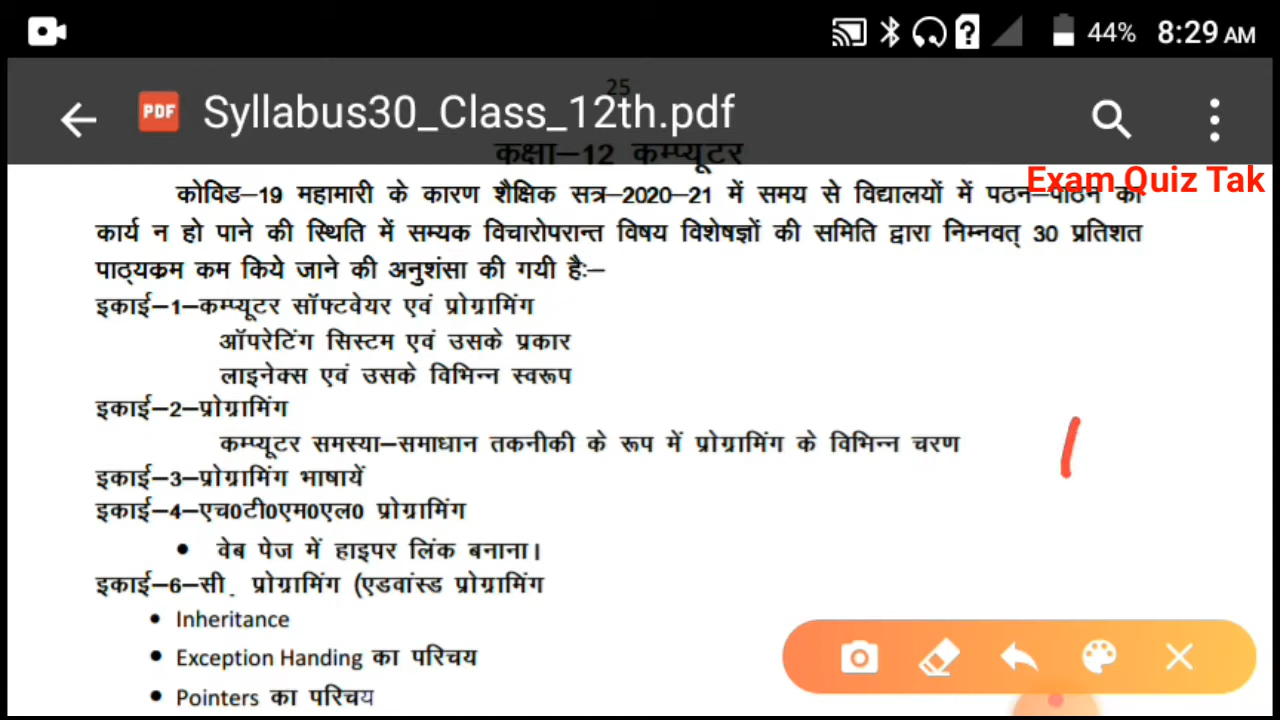 44% 8:29 AM
25
PDF Syllabus30_Class_12th.pdf
कक्षा–12 कम्प्यूटर
Exam Quiz Tak
कोविड–19 महामारी के कारण शैक्षिक सत्र–2020–21 में समय से विद्यालयों में पठन–पाठन का
कार्य न हो पाने की स्थिति में सम्यक विचारोपरान्त विषय विशेषज्ञों की समिति द्वारा निम्नवत् 30 प्रतिशत
पाठ्यक्रम कम किये जाने की अनुशंसा की गयी हैः–
इकाई–1–कम्प्यूटर सॉफ्टवेयर एवं प्रोग्रामिंग
ऑपरेटिंग सिस्टम एवं उसके प्रकार
लाइनेक्स एवं उसके विभिन्न स्वरूप
इकाई–2–प्रोग्रामिंग
कम्प्यूटर समस्या–समाधान तकनीकी के रूप में प्रोग्रामिंग के विभिन्न चरण
इकाई–3–प्रोग्रामिंग भाषायें
इकाई–4–एच0टी0एम0एल0 प्रोग्रामिंग
• वेब पेज में हाइपर लिंक बनाना।
इकाई–6–सी . प्रोग्रामिंग (एडवांस्ड प्रोग्रामिंग
• Inheritance
• Exception Handing का परिचय
• Pointers का परिचय